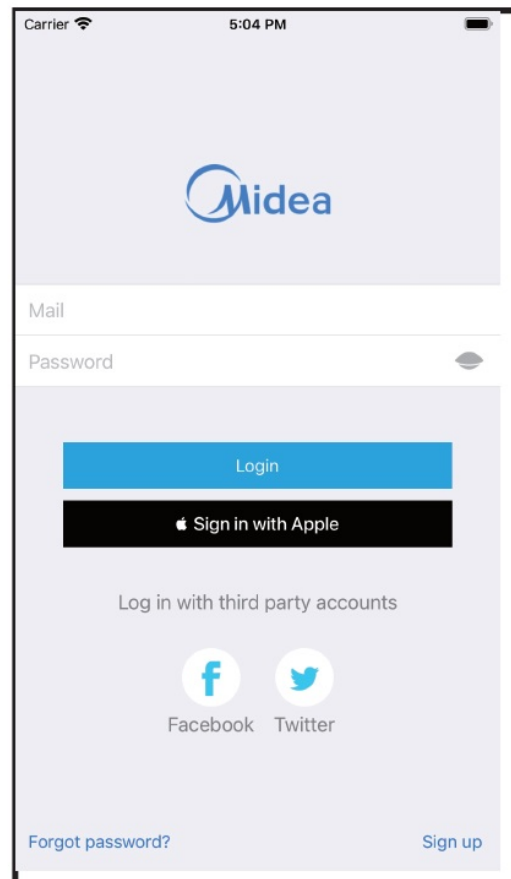 Carrier 5:04 PM
Midea
Mail
Password
Login
Sign in with Apple
Log in with third party accounts
Facebook Twitter
Forgot password? Sign up